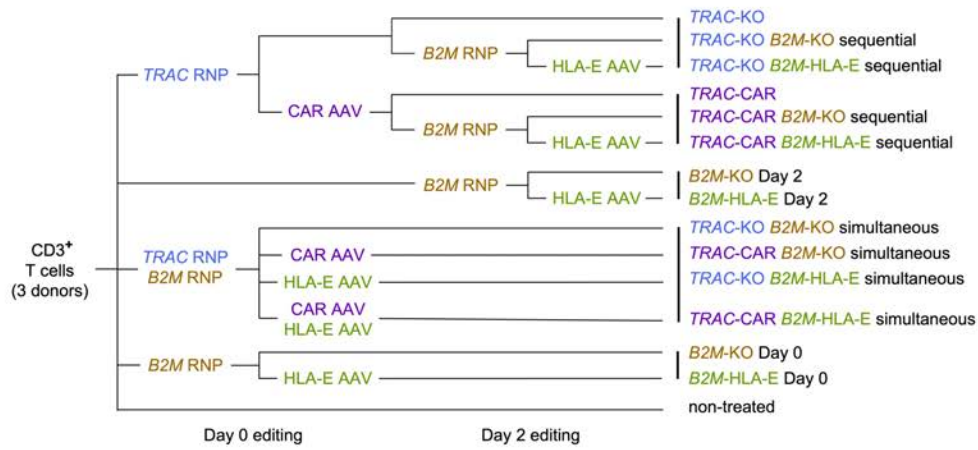 TRAC-KO
B2M RNP
TRAC-KO B2M-KO sequential
TRAC RNP
HLA-E AAV
TRAC-KO B2M-HLA-E sequential
TRAC-CAR
CAR AAV
TRAC-CAR B2M-KO sequential
B2M RNP
HLA-E AAV
TRAC-CAR B2M-HLA-E sequential
B2M RNP
B2M-KO Day 2
HLA-E AAV
B2M-HLA-E Day 2
CD3+
T cells
(3 donors)
TRAC RNP
B2M RNP
TRAC-KO B2M-KO simultaneous
CAR AAV
TRAC-CAR B2M-KO simultaneous
HLA-E AAV
TRAC-KO B2M-HLA-E simultaneous
CAR AAV
HLA-E AAV
TRAC-CAR B2M-HLA-E simultaneous
B2M RNP
B2M-KO Day 0
HLA-E AAV
B2M-HLA-E Day 0
non-treated
Day 0 editing
Day 2 editing